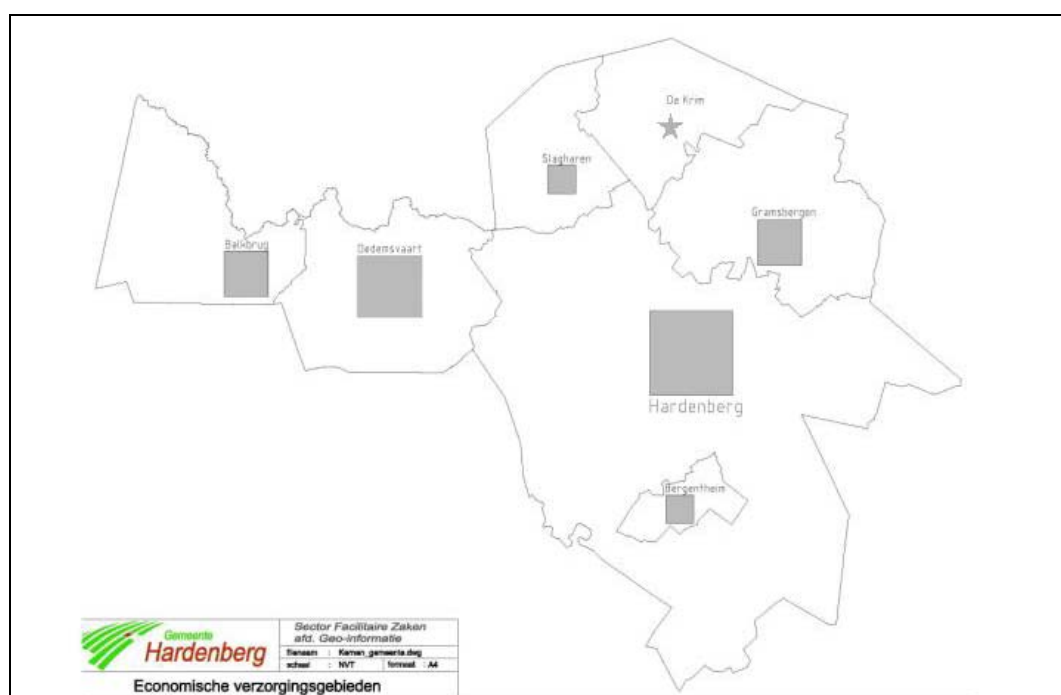 De Krim
Slagharen
Gramsbergen
Balkbrug
Dedemsvaart
Hardenberg
Bergentheim
Gemeente
Hardenberg
Sector Facilitaire Zaken
afd. Geo-informatie
filenaam : Kernen_gemeente.dwg
schaal : NVT formaat : A4
Economische verzorgingsgebieden